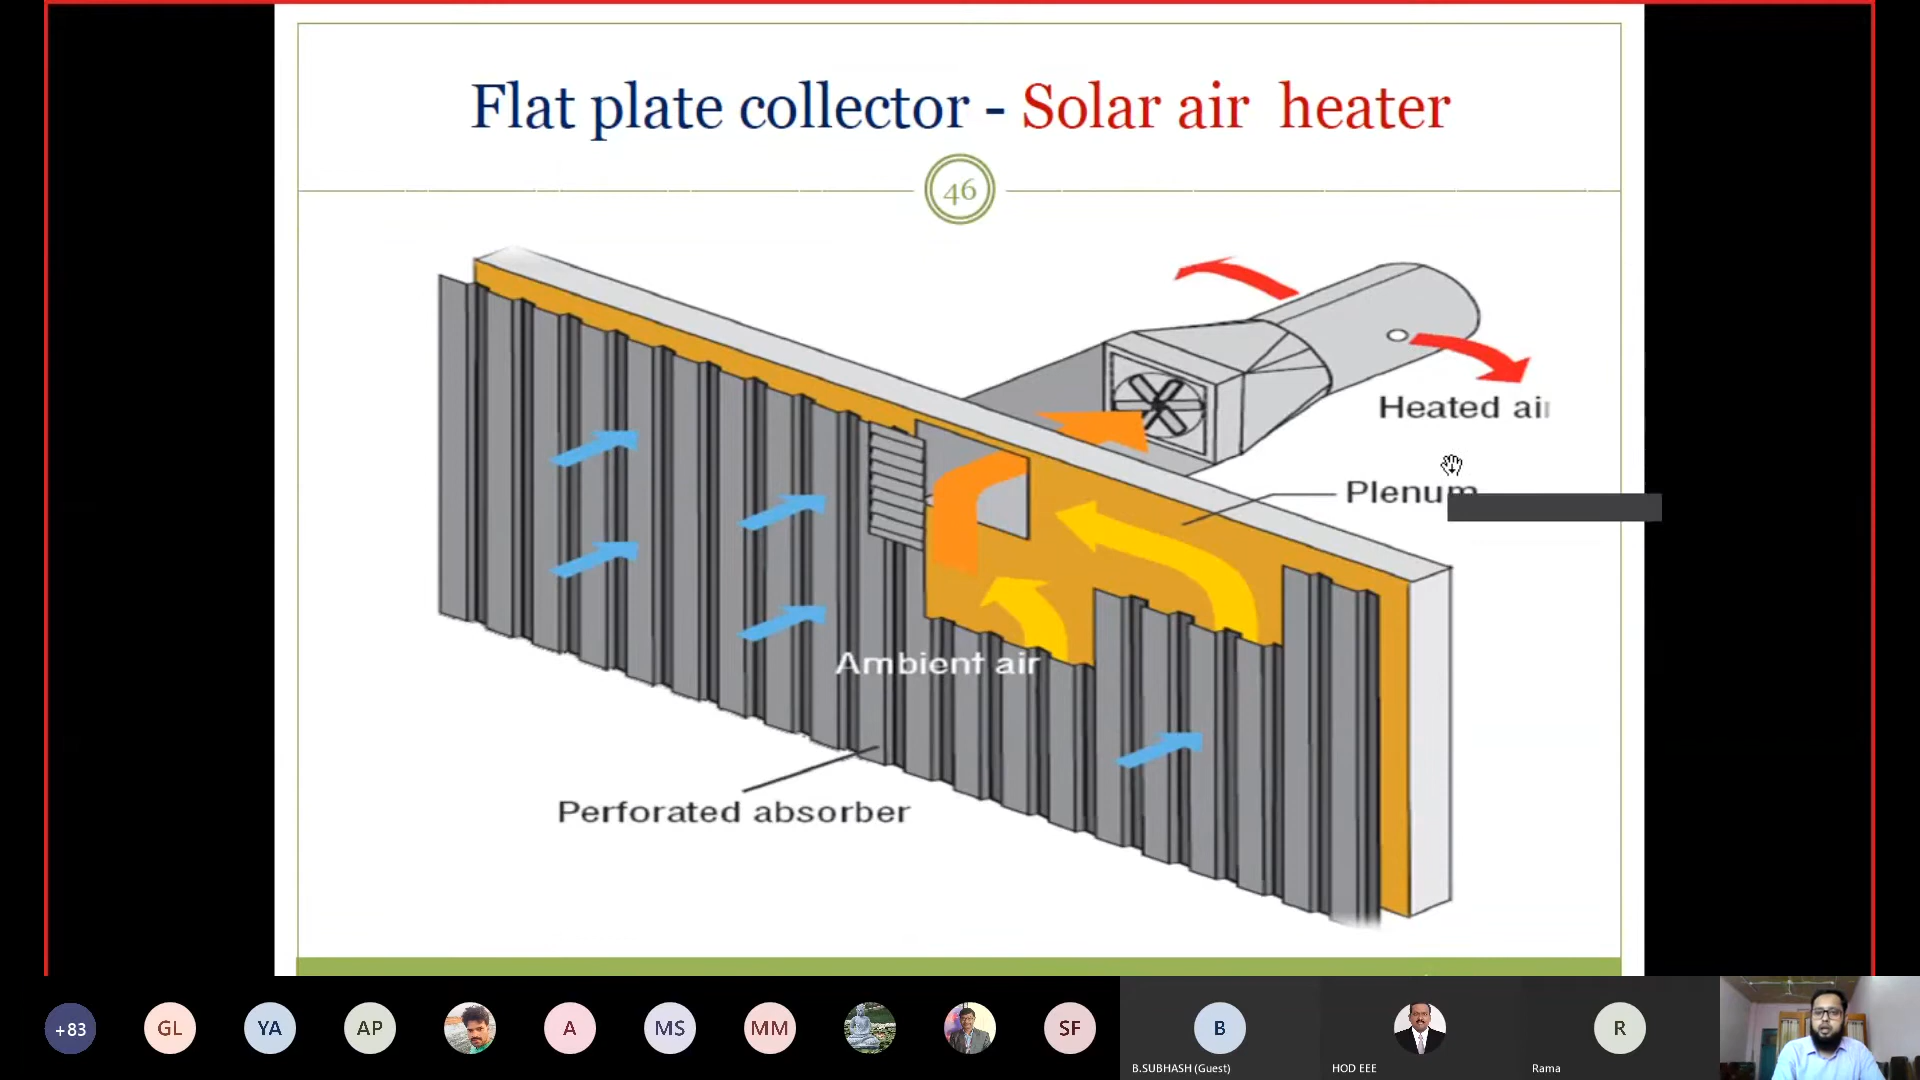 Flat plate collector - Solar air heater
46
Heated air
Plenum
Ambient air
Perforated absorber
+83
GL
YA
AP
A
MS
MM
SF
B
R
B.SUBHASH (Guest)
HOD EEE
Rama